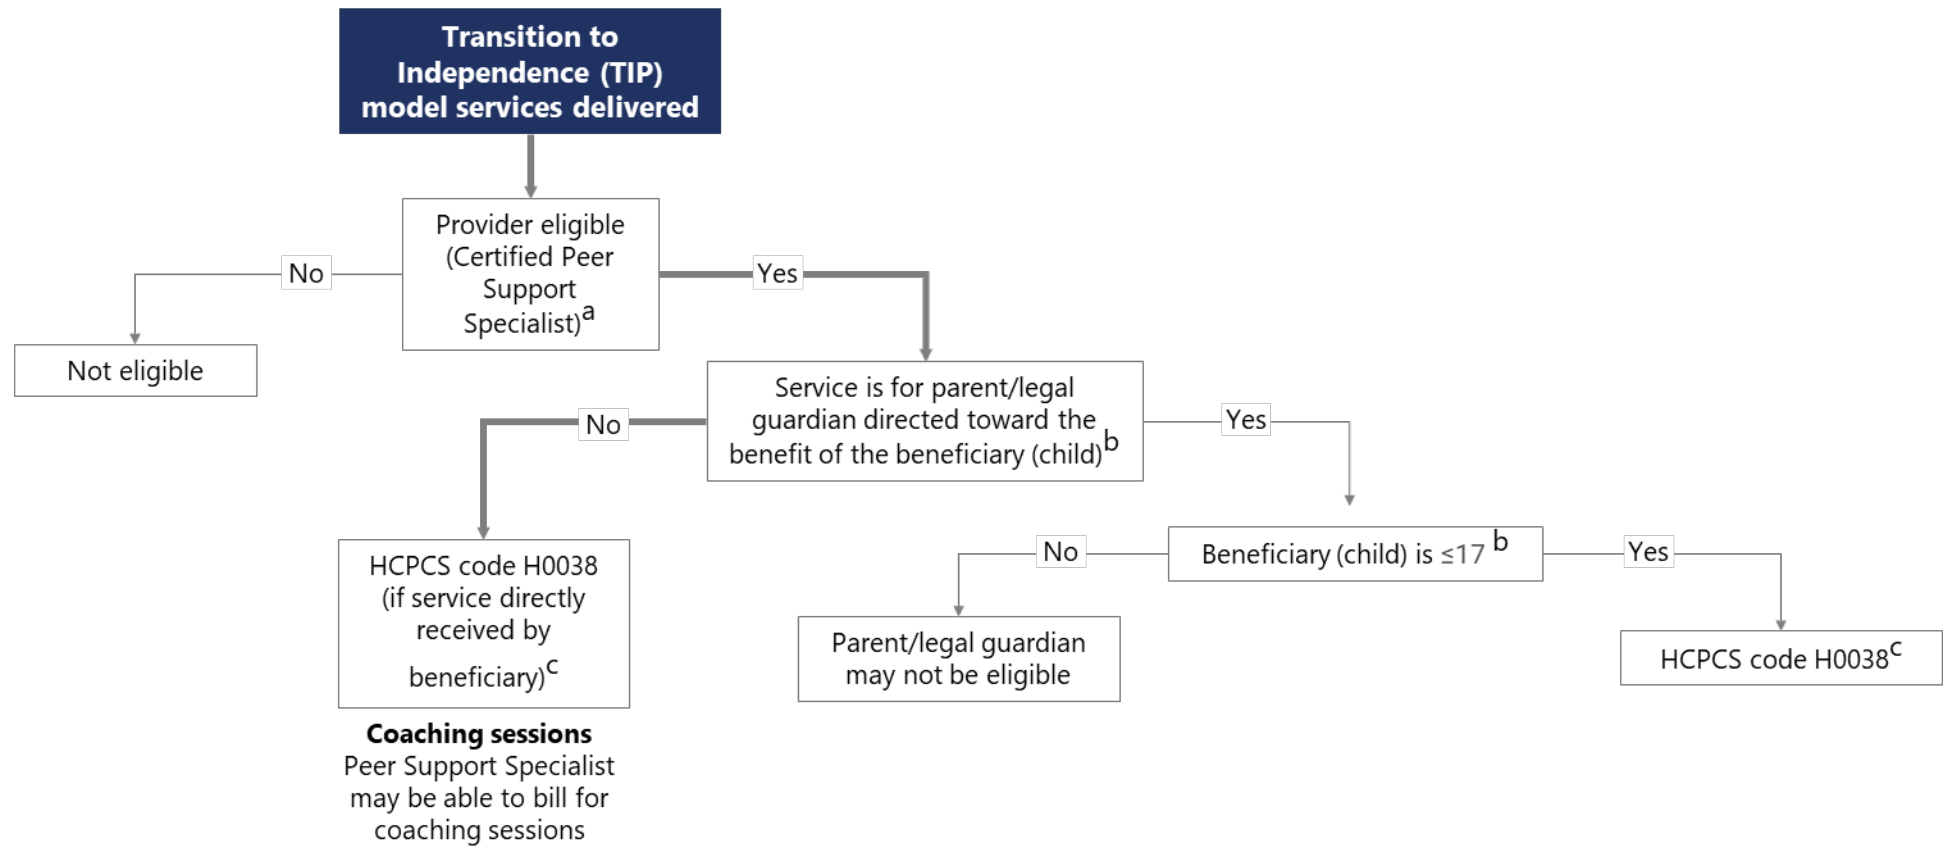 Transition to
Independence (TIP)
model services delivered
Provider eligible
(Certified Peer
Support
Specialist)a
No
Yes
Not eligible
Service is for parent/legal
guardian directed toward the
benefit of the beneficiary (child)b
No
Yes
HCPCS code H0038
(if service directly
received by
beneficiary)c
Coaching sessions
Peer Support Specialist
may be able to bill for
coaching sessions
Beneficiary (child) is ≤17 b
No
Yes
Parent/legal guardian
may not be eligible
HCPCS code H0038c